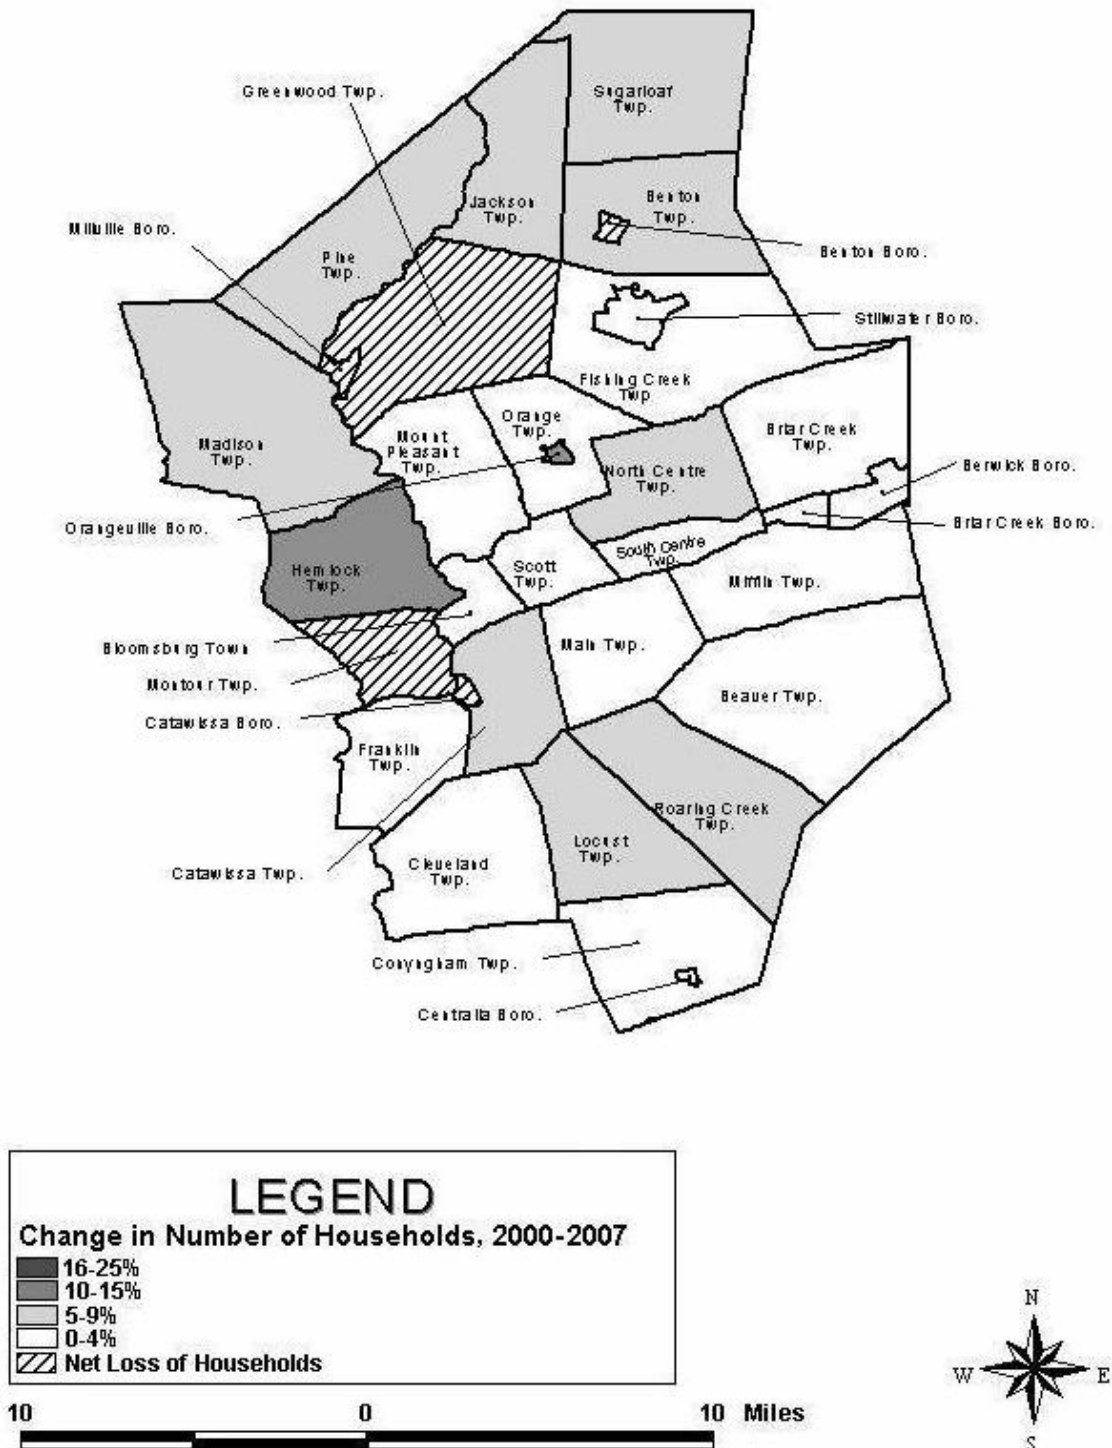 Sugarloaf
Twp.
Greenwood Twp.
Jackson
Twp.
Benton
Twp.
Millville Boro.
Pine
Twp.
Benton Boro.
Stillwater Boro.
Fishing Creek
Twp
Orange
Twp.
Mount
Pleasant
Twp.
Briar Creek
Twp.
Madison
Twp.
North Centre
Twp.
Berwick Boro.
Orangeville Boro.
Briar Creek Boro.
South Centre
Twp.
Hemlock
Twp.
Scott
Twp.
Mifflin Twp.
Bloomsburg Town
Main Twp.
Montour Twp.
Beaver Twp.
Catawissa Boro.
Franklin
Twp.
Roaring Creek
Twp.
Locust
Twp.
Catawissa Twp.
Cleveland
Twp.
Conyngham Twp.
Centralia Boro.
LEGEND
Change in Number of Households, 2000-2007
16-25%
10-15%
5-9%
0-4%
Net Loss of Households
N
W E
S
10 0 10 Miles